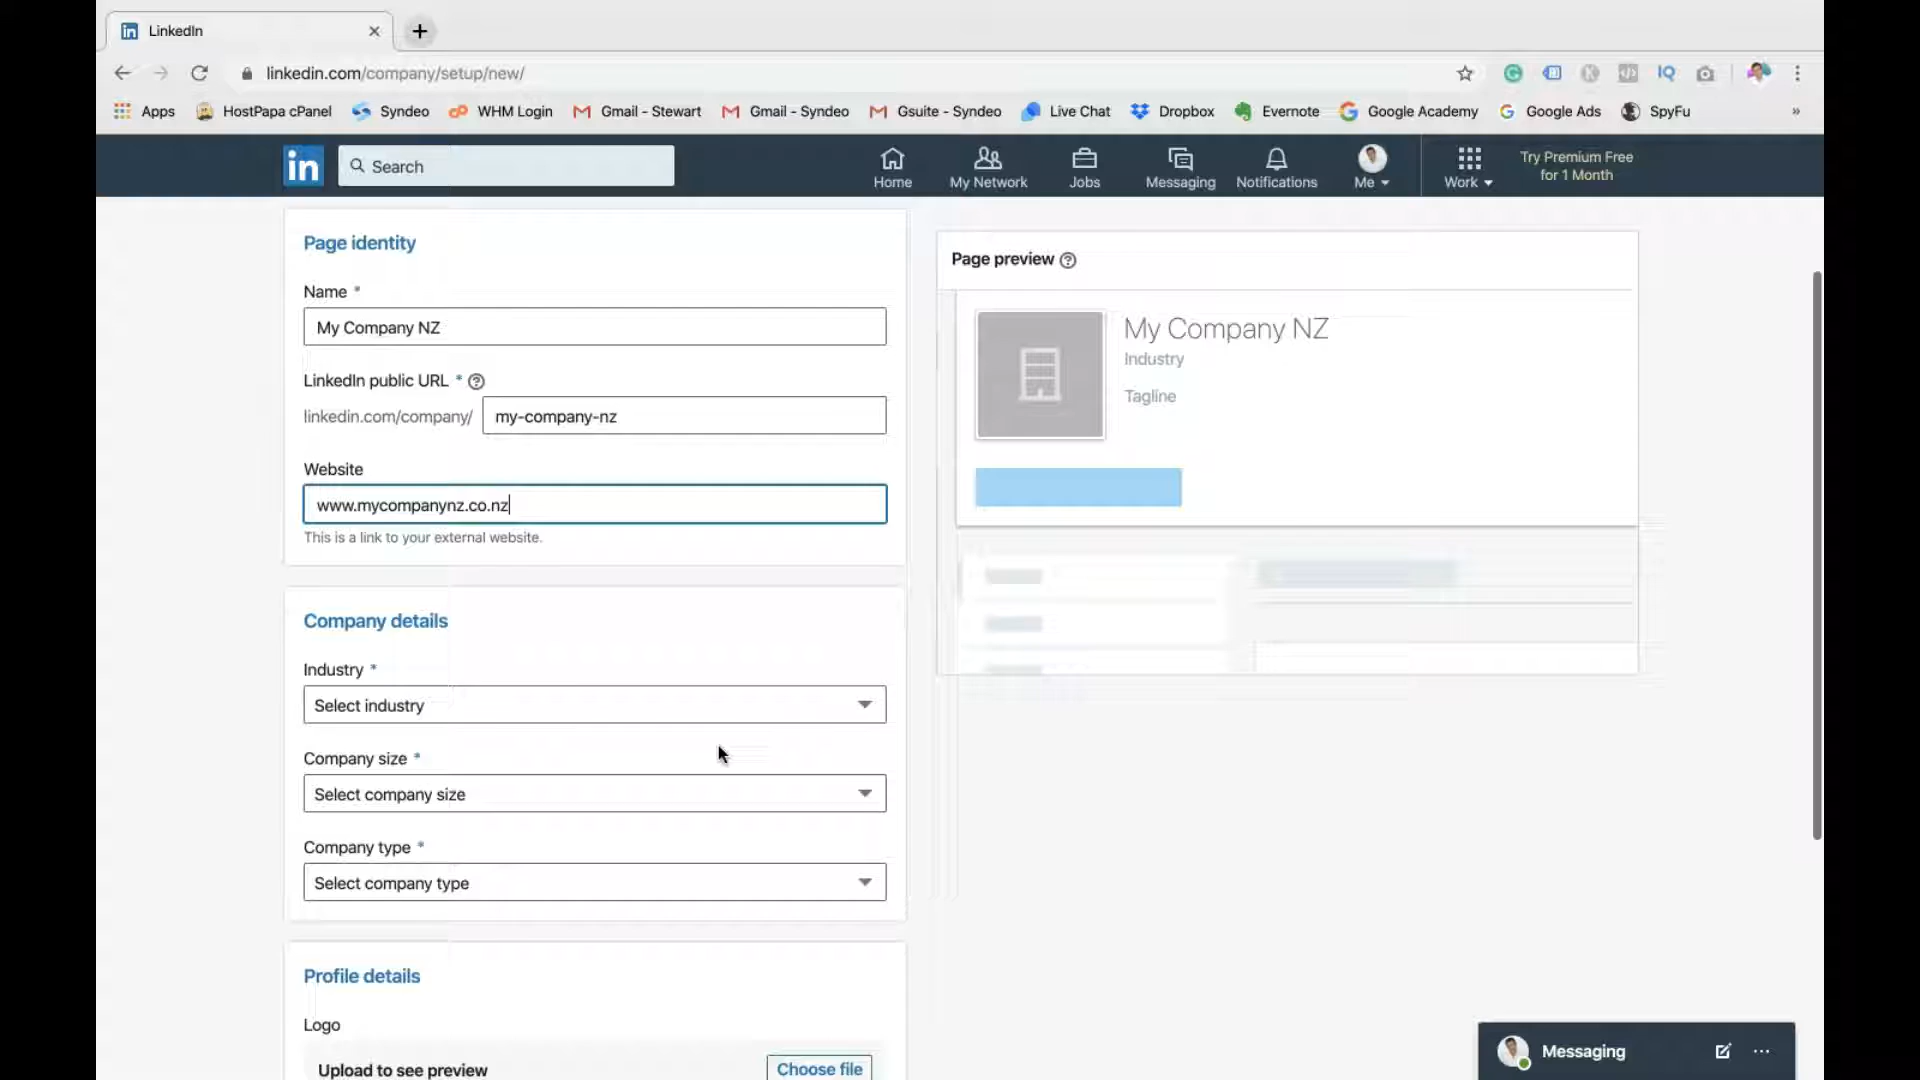 LinkedIn
linkedin.com/company/setup/new/
Apps HostPapa cPanel Syndeo WHM Login Gmail - Stewart Gmail - Syndeo Gsuite - Syndeo Live Chat Dropbox Evernote Google Academy Google Ads SpyFu »
in Search Home My Network Jobs Messaging Notifications Me Work Try Premium Free
for 1 Month
Page identity
Name *
My Company NZ
LinkedIn public URL *
linkedin.com/company/ my-company-nz
Website
www.mycompanynz.co.nz
This is a link to your external website.
Company details
Industry *
Select industry
Company size *
Select company size
Company type *
Select company type
Profile details
Logo
Upload to see preview Choose file
Page preview
My Company NZ
Industry
Tagline
Messaging